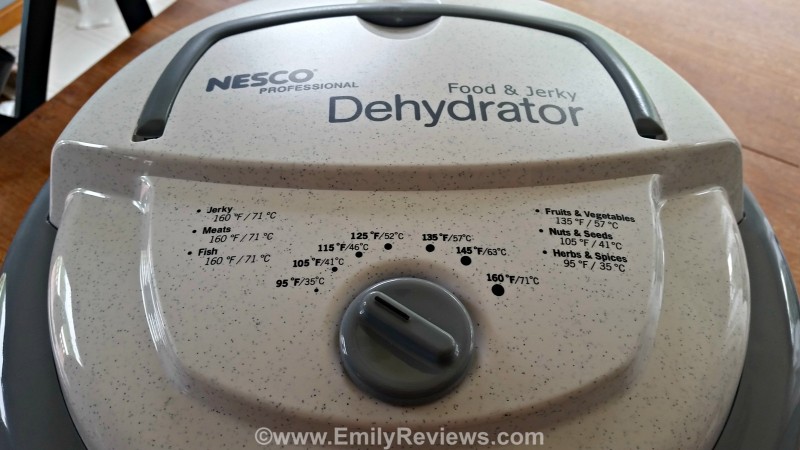 NESCO™
PROFESSIONAL
Food & Jerky
Dehydrator
• Jerky
160 °F / 71 °C
• Meats
160 °F / 71 °C
• Fish
160 °F / 71 °C
95 °F/35°C
105 °F/41°C
115 °F/46°C
125 °F/52°C
135 °F/57°C
145 °F/63°C
160 °F/71°C
• Fruits & Vegetables
135 °F / 57 °C
• Nuts & Seeds
105 °F / 41 °C
• Herbs & Spices
95 °F / 35 °C
©www.EmilyReviews.com